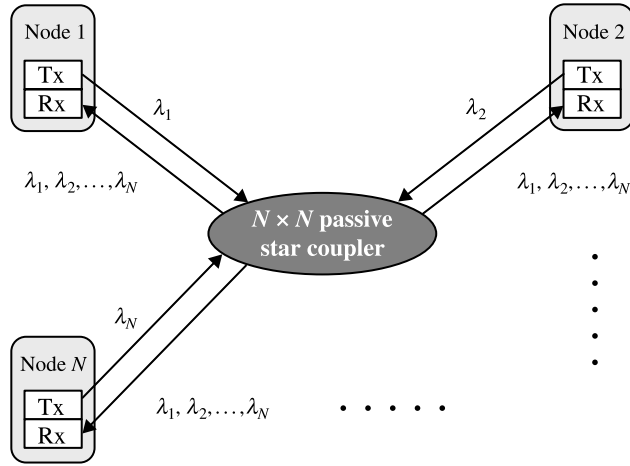 Node 1
Tx
Rx
λ1
λ1, λ2,…,λN
Node 2
Tx
Rx
λ2
λ1, λ2,…,λN
N × N passive
star coupler
Node N
Tx
Rx
λN
λ1, λ2,…,λN